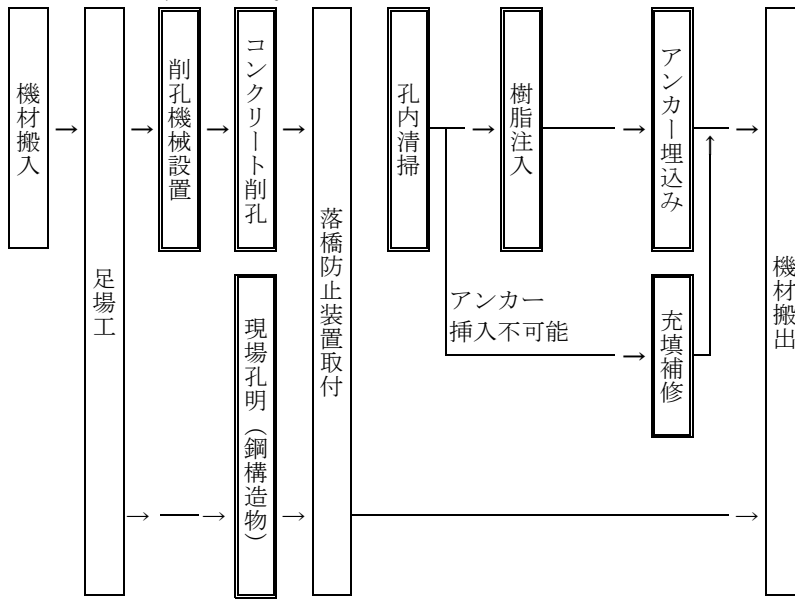 機材搬入
足場工
削孔機械設置
コンクリート削孔
現場孔明（鋼構造物）
落橋防止装置取付
孔内清掃
樹脂注入
アンカー
挿入不可能
アンカー埋込み
充填補修
機材搬出